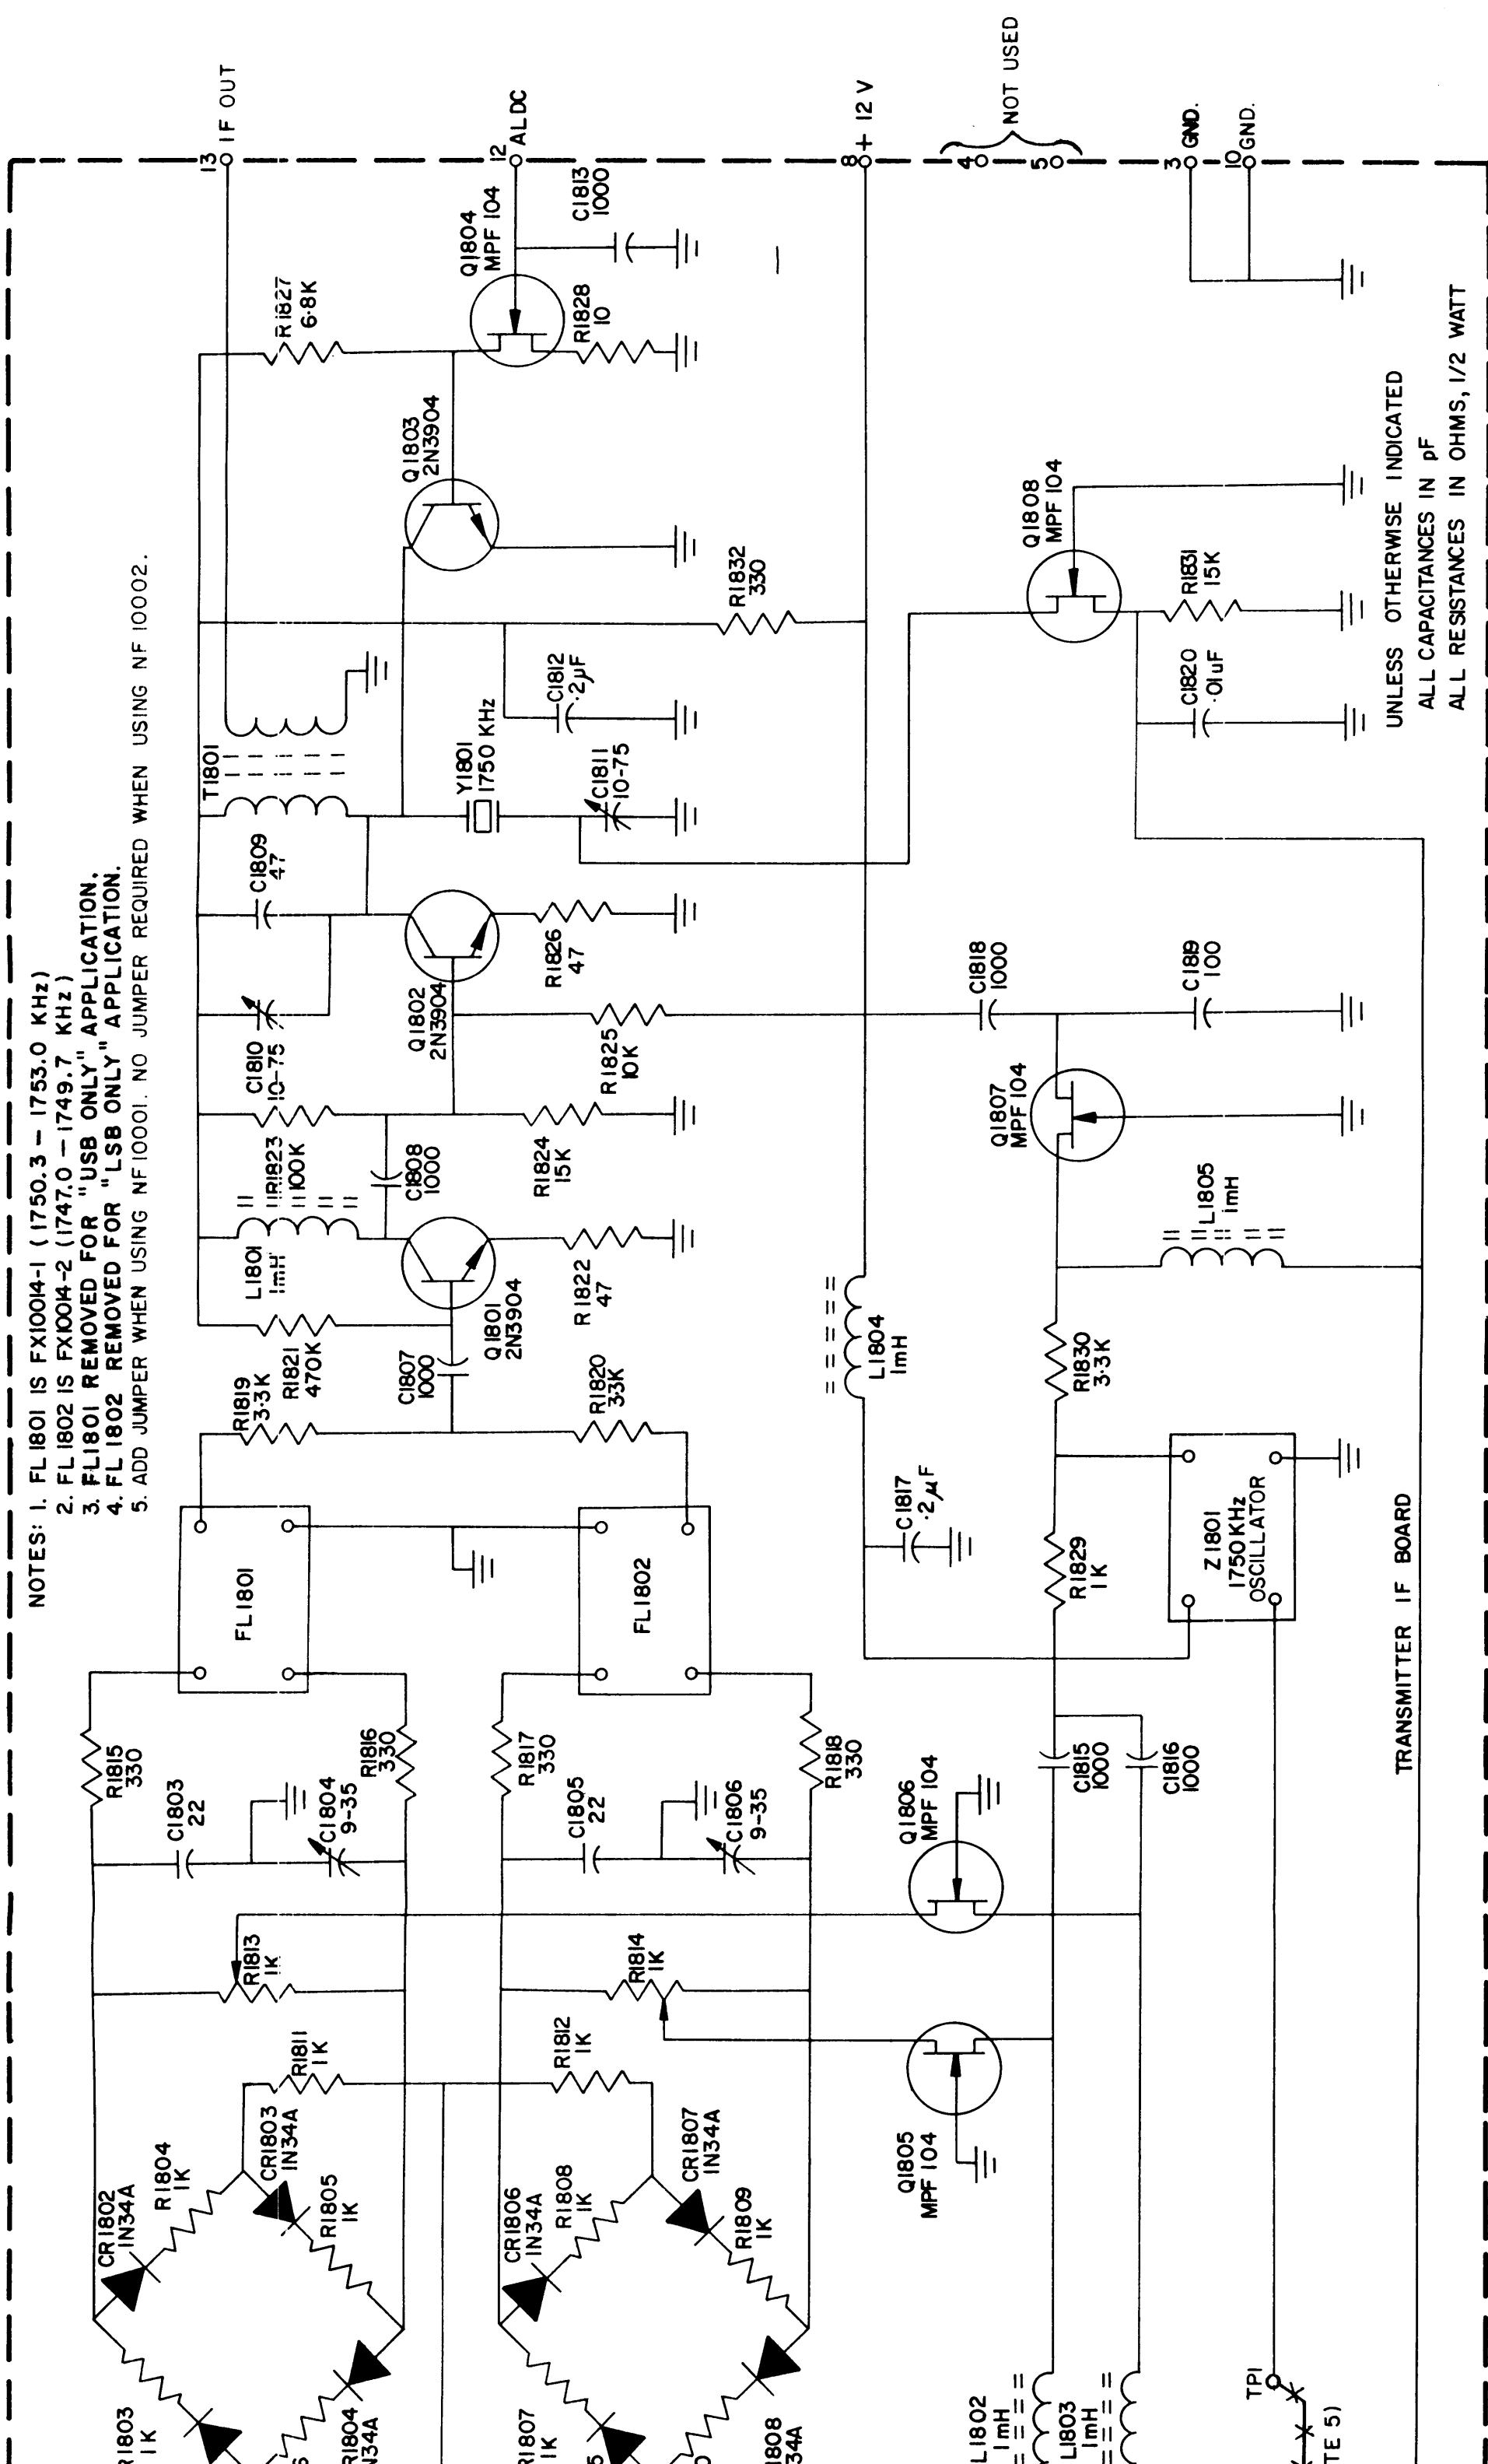 NOTES: 1. FL1801 IS FX10014-1 (1750.3 – 1753.0 KHz)
2. FL1802 IS FX10014-2 (1747.0 – 1749.7 KHz)
3. FL1801 REMOVED FOR "USB ONLY" APPLICATION.
4. FL1802 REMOVED FOR "LSB ONLY" APPLICATION.
5. ADD JUMPER WHEN USING NF10001. NO JUMPER REQUIRED WHEN USING NF10002.
13 IF OUT
12 ALDC
8 + 12 V
4
5
NOT USED
3 GND.
10 GND.
R1827
6.8K
Q1804
MPF 104
C1813
1000
R1828
10
Q1803
2N3904
R1832
330
T1801
C1812
.2µF
Y1801
1750 KHz
C1811
10-75
C1809
47
C1810
10-75
Q1802
2N3904
R1826
47
R1825
10K
R1823
100K
C1808
1000
R1824
15K
L1801
1mH
R1821
470K
Q1801
2N3904
R1822
47
C1807
1000
R1819
3.3K
R1820
3.3K
FL1801
FL1802
R1815
330
R1816
330
R1817
330
R1818
330
C1803
22
C1804
9-35
C1805
22
C1806
9-35
R1813
1K
R1814
1K
R1811
1K
R1812
1K
CR1802
1N34A
R1804
1K
CR1803
1N34A
R1805
1K
CR1806
1N34A
R1808
1K
CR1807
1N34A
R1809
1K
R1803
1K
R1804
N34A
R1807
1K
1808
34A
Q1808
MPF 104
R1831
15K
C1820
.01uF
C1818
1000
C1819
100
Q1807
MPF 104
L1805
1mH
L1804
1mH
R1830
3.3K
C1817
.2µF
R1829
1K
Z1801
1750KHz
OSCILLATOR
C1815
1000
C1816
1000
Q1806
MPF 104
Q1805
MPF 104
L1802
1mH
L1803
1mH
TP1
TE 5)
TRANSMITTER IF BOARD
UNLESS OTHERWISE INDICATED
ALL CAPACITANCES IN pF
ALL RESISTANCES IN OHMS, 1/2 WATT